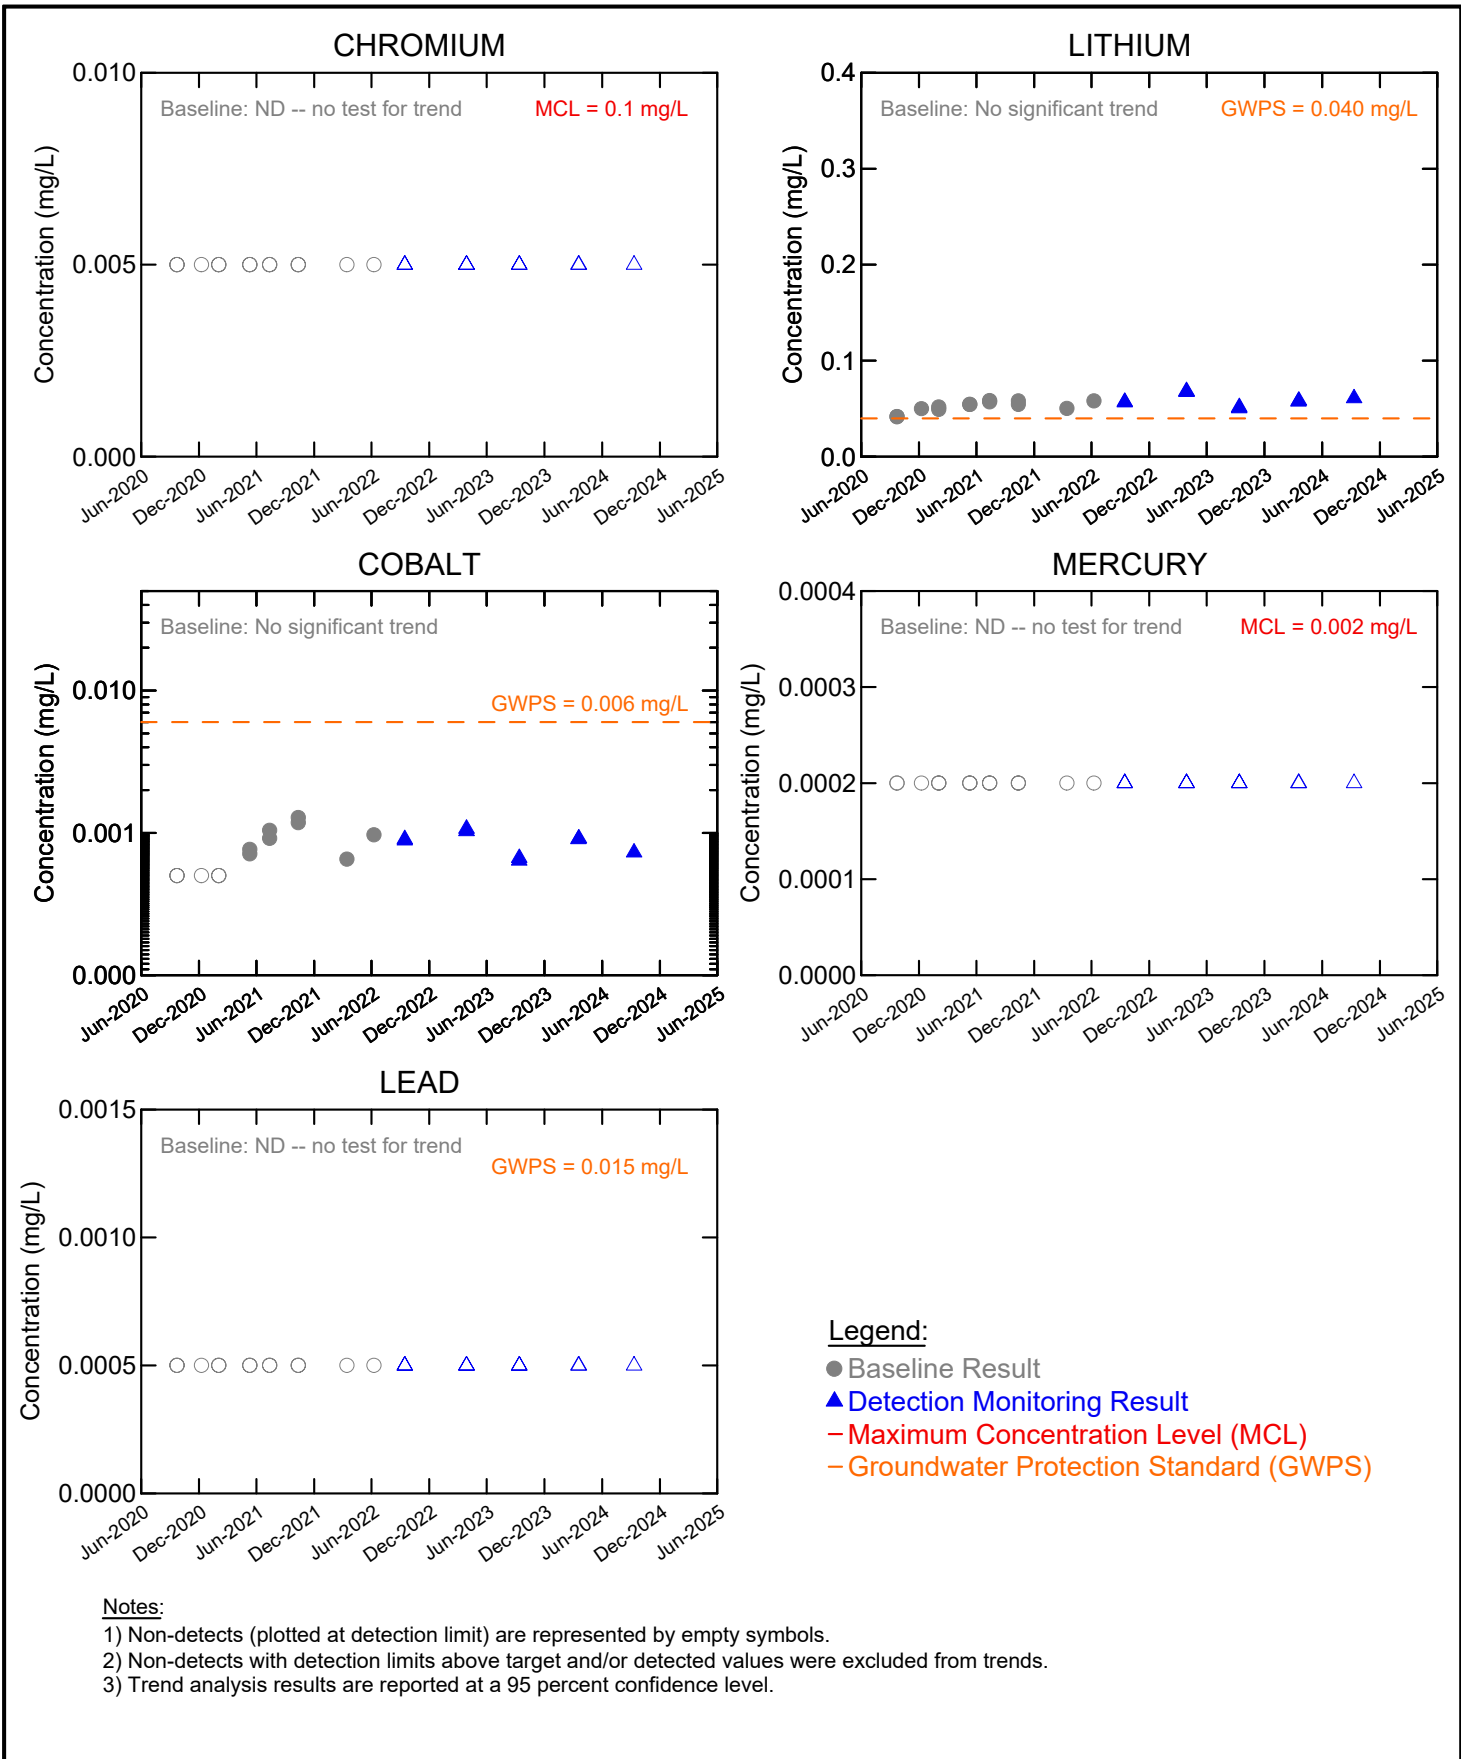 CHROMIUM
0.010
0.005
0.000
Concentration (mg/L)
Baseline: ND -- no test for trend
MCL = 0.1 mg/L
Jun-2020
Dec-2020
Jun-2021
Dec-2021
Jun-2022
Dec-2022
Jun-2023
Dec-2023
Jun-2024
Dec-2024
Jun-2025
LITHIUM
0.4
0.3
0.2
0.1
0.0
Concentration (mg/L)
Baseline: No significant trend
GWPS = 0.040 mg/L
Jun-2020
Dec-2020
Jun-2021
Dec-2021
Jun-2022
Dec-2022
Jun-2023
Dec-2023
Jun-2024
Dec-2024
Jun-2025
COBALT
0.010
0.001
0.000
Concentration (mg/L)
Baseline: No significant trend
GWPS = 0.006 mg/L
Jun-2020
Dec-2020
Jun-2021
Dec-2021
Jun-2022
Dec-2022
Jun-2023
Dec-2023
Jun-2024
Dec-2024
Jun-2025
MERCURY
0.0004
0.0003
0.0002
0.0001
0.0000
Concentration (mg/L)
Baseline: ND -- no test for trend
MCL = 0.002 mg/L
Jun-2020
Dec-2020
Jun-2021
Dec-2021
Jun-2022
Dec-2022
Jun-2023
Dec-2023
Jun-2024
Dec-2024
Jun-2025
LEAD
0.0015
0.0010
0.0005
0.0000
Concentration (mg/L)
Baseline: ND -- no test for trend
GWPS = 0.015 mg/L
Jun-2020
Dec-2020
Jun-2021
Dec-2021
Jun-2022
Dec-2022
Jun-2023
Dec-2023
Jun-2024
Dec-2024
Jun-2025
Legend:
Baseline Result
Detection Monitoring Result
Maximum Concentration Level (MCL)
Groundwater Protection Standard (GWPS)
Notes:
1) Non-detects (plotted at detection limit) are represented by empty symbols.
2) Non-detects with detection limits above target and/or detected values were excluded from trends.
3) Trend analysis results are reported at a 95 percent confidence level.